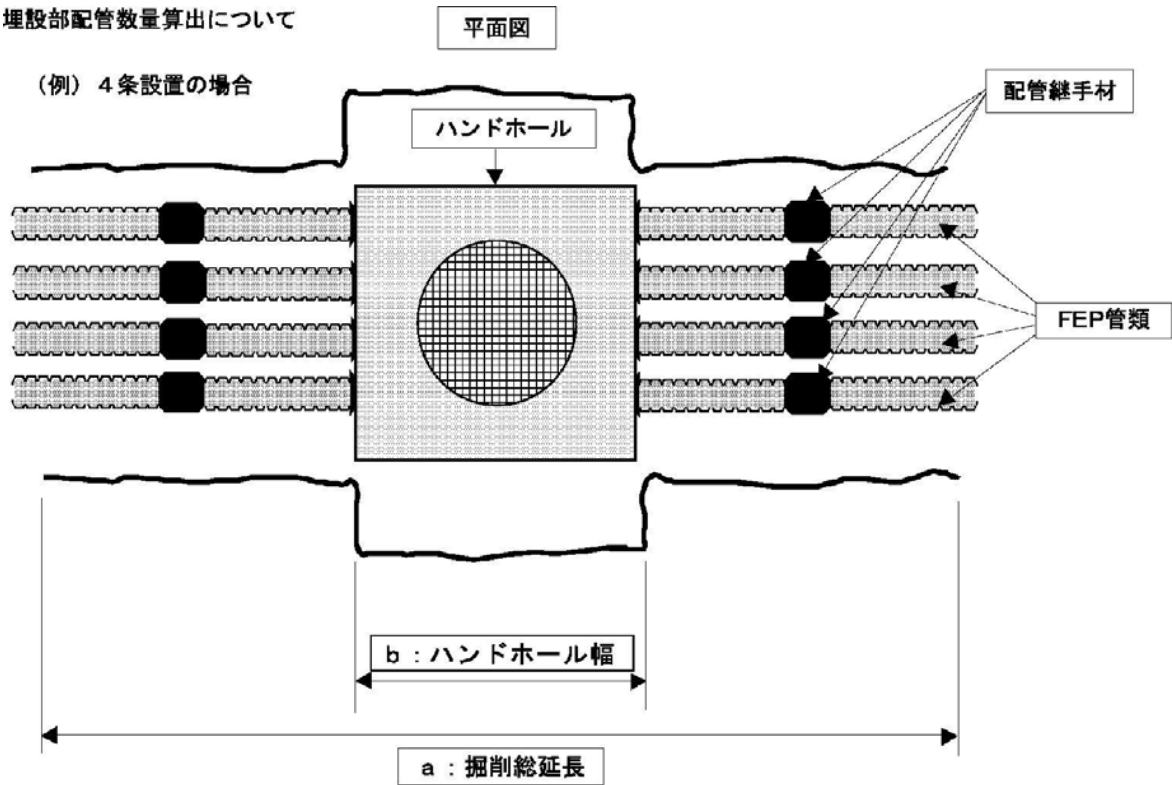 埋設部配管数量算出について
平面図
（例）４条設置の場合
配管継手材
ハンドホール
FEP管類
ｂ：ハンドホール幅
ａ：掘削総延長